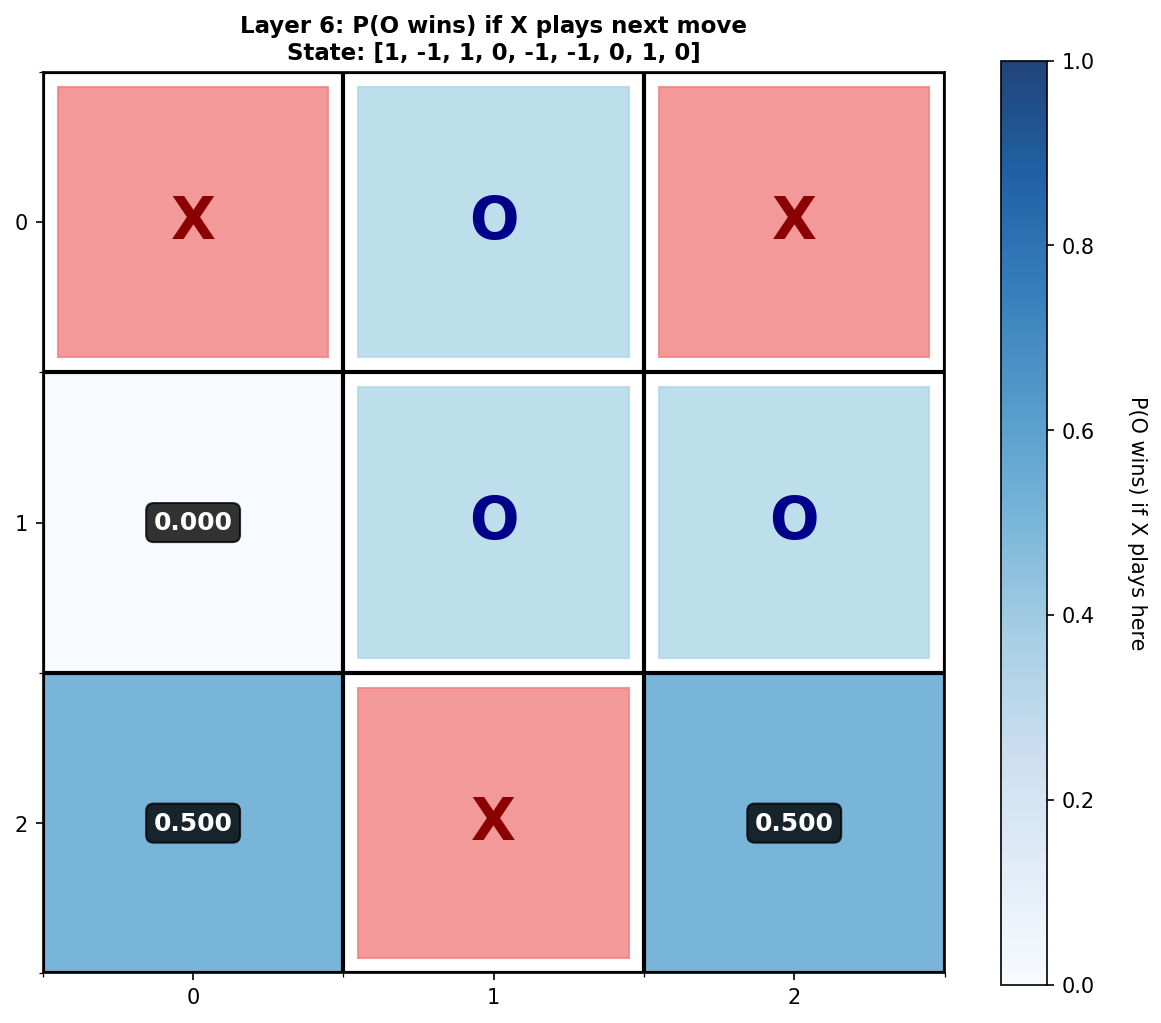 Layer 6: P(O wins) if X plays next move
State: [1, -1, 1, 0, -1, -1, 0, 1, 0]
0
X
O
X
1
0.000
O
O
2
0.500
X
0.500
0
1
2
1.0
0.8
0.6
0.4
0.2
0.0
P(O wins) if X plays here